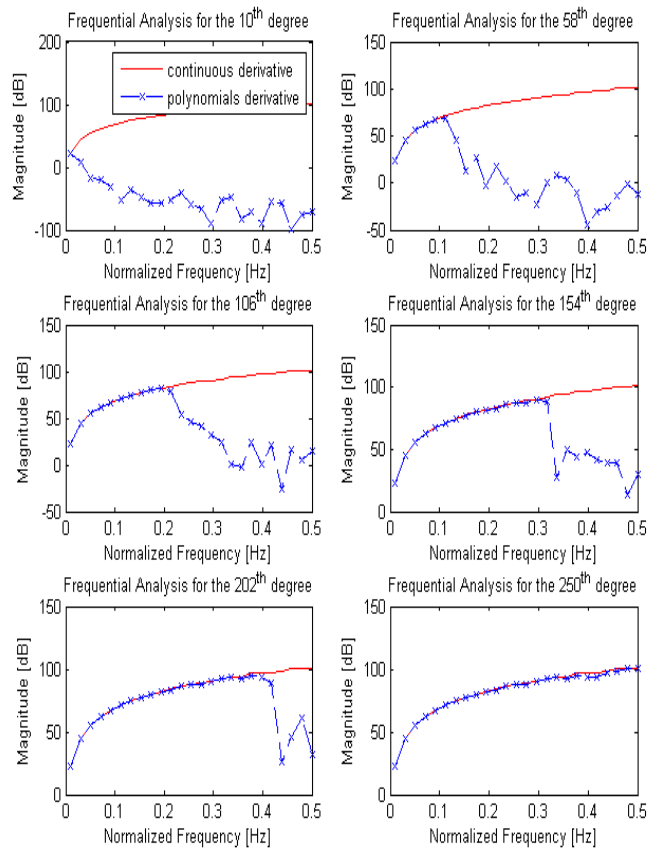 Frequential Analysis for the 10th degree
200
100
0
-100
Magnitude [dB]
continuous derivative
polynomials derivative
0 0.1 0.2 0.3 0.4 0.5
Normalized Frequency [Hz]
Frequential Analysis for the 58th degree
150
100
50
0
-50
Magnitude [dB]
0 0.1 0.2 0.3 0.4 0.5
Normalized Frequency [Hz]
Frequential Analysis for the 106th degree
150
100
50
0
-50
Magnitude [dB]
0 0.1 0.2 0.3 0.4 0.5
Normalized Frequency [Hz]
Frequential Analysis for the 154th degree
150
100
50
0
Magnitude [dB]
0 0.1 0.2 0.3 0.4 0.5
Normalized Frequency [Hz]
Frequential Analysis for the 202th degree
150
100
50
0
Magnitude [dB]
0 0.1 0.2 0.3 0.4 0.5
Normalized Frequency [Hz]
Frequential Analysis for the 250th degree
150
100
50
0
Magnitude [dB]
0 0.1 0.2 0.3 0.4 0.5
Normalized Frequency [Hz]